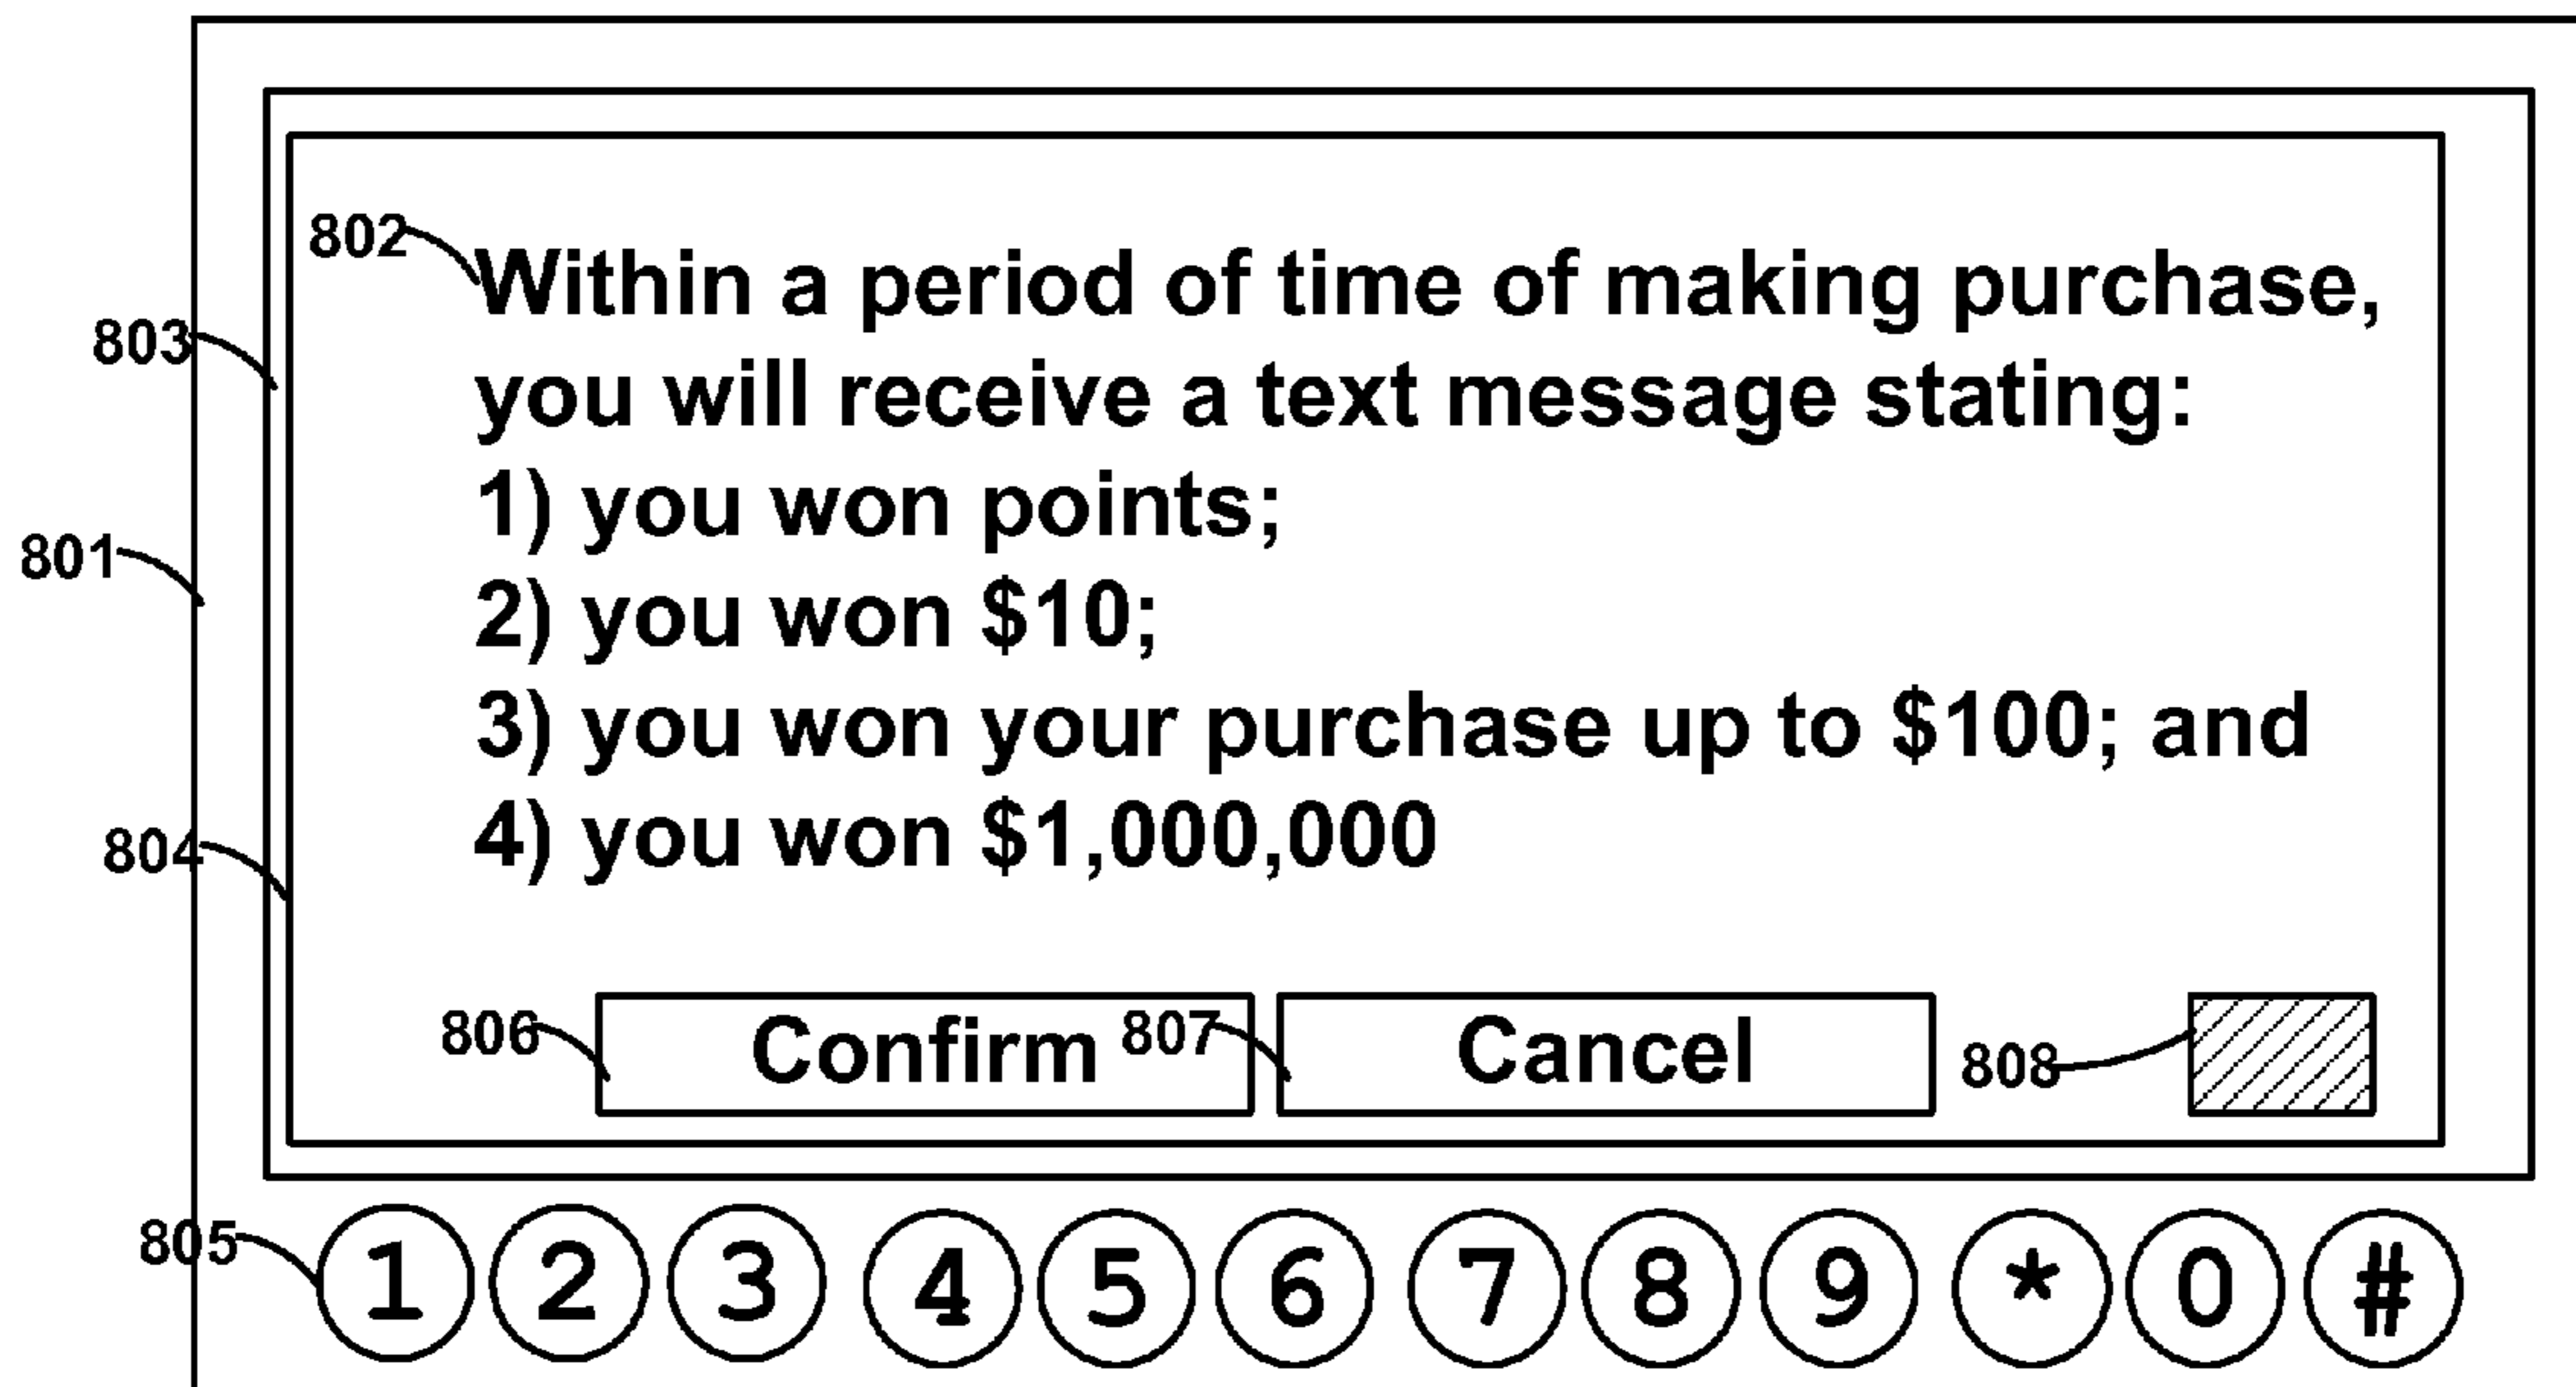 802
Within a period of time of making purchase,
803
you will receive a text message stating:
1) you won points;
801
2) you won $10;
3) you won your purchase up to $100; and
804
4) you won $1,000,000
806
Confirm
807
Cancel
808
805
1 2 3 4 5 6 7 8 9 * 0 #